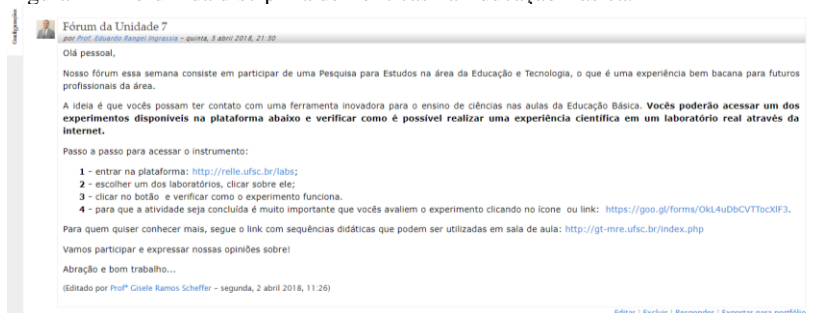 Configurações
Fórum da Unidade 7
por Prof. Eduardo Rangel Ingrassia - quinta, 5 abril 2018, 21:30
Olá pessoal,
Nosso fórum essa semana consiste em participar de uma Pesquisa para Estudos na área da Educação e Tecnologia, o que é uma experiência bem bacana para futuros
profissionais da área.
A ideia é que vocês possam ter contato com uma ferramenta inovadora para o ensino de ciências nas aulas da Educação Básica. Vocês poderão acessar um dos
experimentos disponíveis na plataforma abaixo e verificar como é possível realizar uma experiência científica em um laboratório real através da
internet.
Passo a passo para acessar o instrumento:
1 - entrar na plataforma: http://relle.ufsc.br/labs;
2 - escolher um dos laboratórios, clicar sobre ele;
3 - clicar no botão e verificar como o experimento funciona.
4 - para que a atividade seja concluída é muito importante que vocês avaliem o experimento clicando no ícone ou link: https://goo.gl/forms/OkL4uDbCVTTocXlF3.
Para quem quiser conhecer mais, segue o link com sequências didáticas que podem ser utilizadas em sala de aula: http://gt-mre.ufsc.br/index.php
Vamos participar e expressar nossas opiniões sobre!
Abração e bom trabalho...
(Editado por Profª Gisele Ramos Scheffer - segunda, 2 abril 2018, 11:26)
Editar | Excluir | Responder | Exportar para portfólio